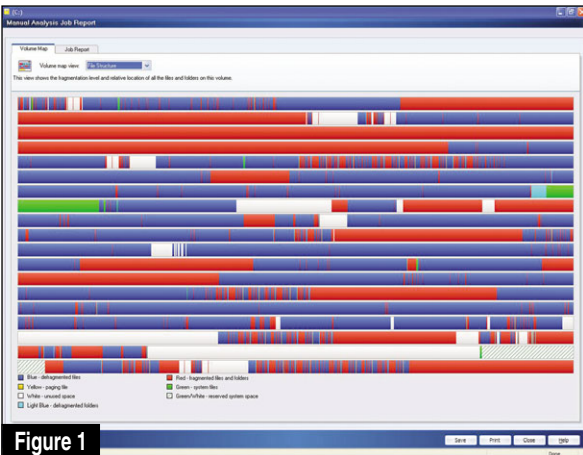 (C:)
Manual Analysis Job Report
Volume Map Job Report
Volume map view: File Structure
This view shows the fragmentation level and relative location of all the files and folders on this volume.
Blue - defragmented files
Red - fragmented files and folders
Yellow - paging file
Green - system files
White - unused space
Green/White - reserved system space
Light Blue - defragmented folders
Figure 1
Save Print Close Help
Done